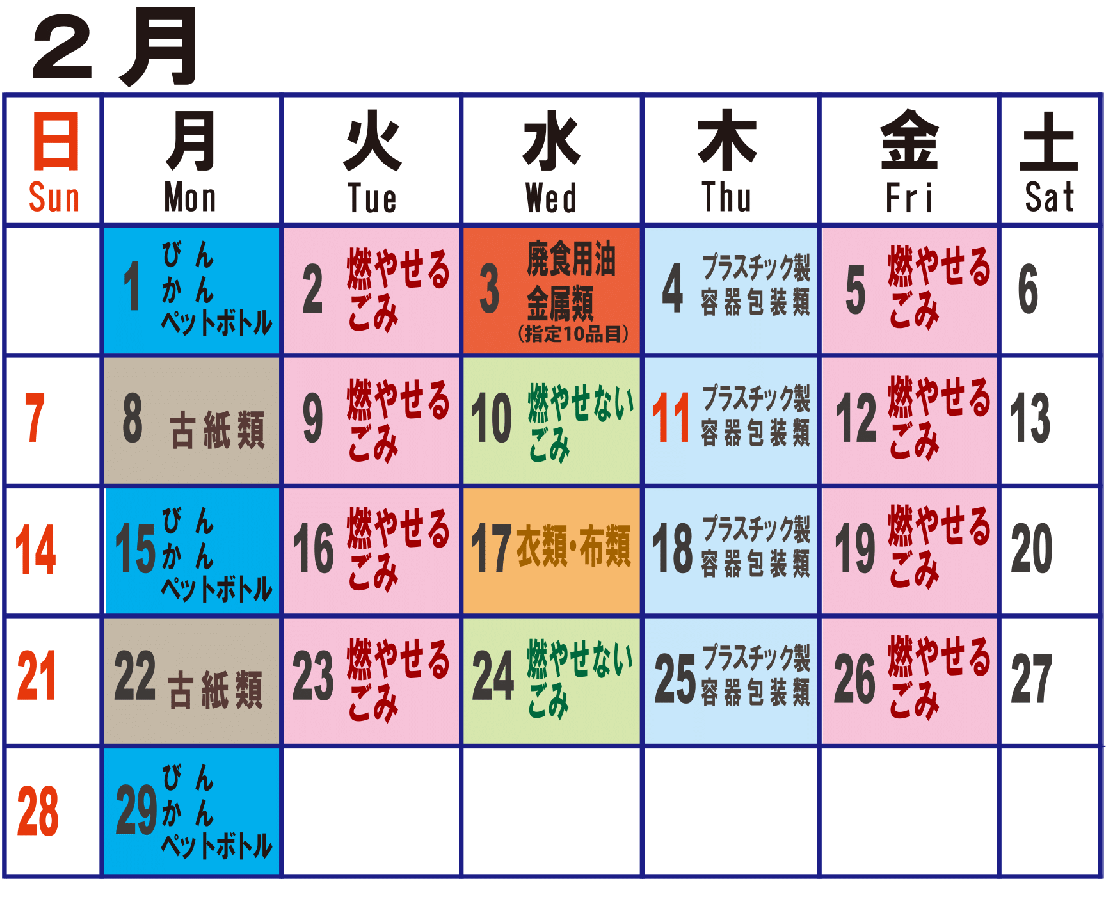 2月
日 月 火 水 木 金 土
Sun Mon Tue Wed Thu Fri Sat
1 びん
かん
ペットボトル
2 燃やせる
ごみ
3 廃食用油
金属類
(指定10品目)
4 プラスチック製
容器包装類
5 燃やせる
ごみ
6
7
8 古紙類
9 燃やせる
ごみ
10 燃やせない
ごみ
11 プラスチック製
容器包装類
12 燃やせる
ごみ
13
14
15 びん
かん
ペットボトル
16 燃やせる
ごみ
17 衣類・布類
18 プラスチック製
容器包装類
19 燃やせる
ごみ
20
21
22 古紙類
23 燃やせる
ごみ
24 燃やせない
ごみ
25 プラスチック製
容器包装類
26 燃やせる
ごみ
27
28
29 びん
かん
ペットボトル